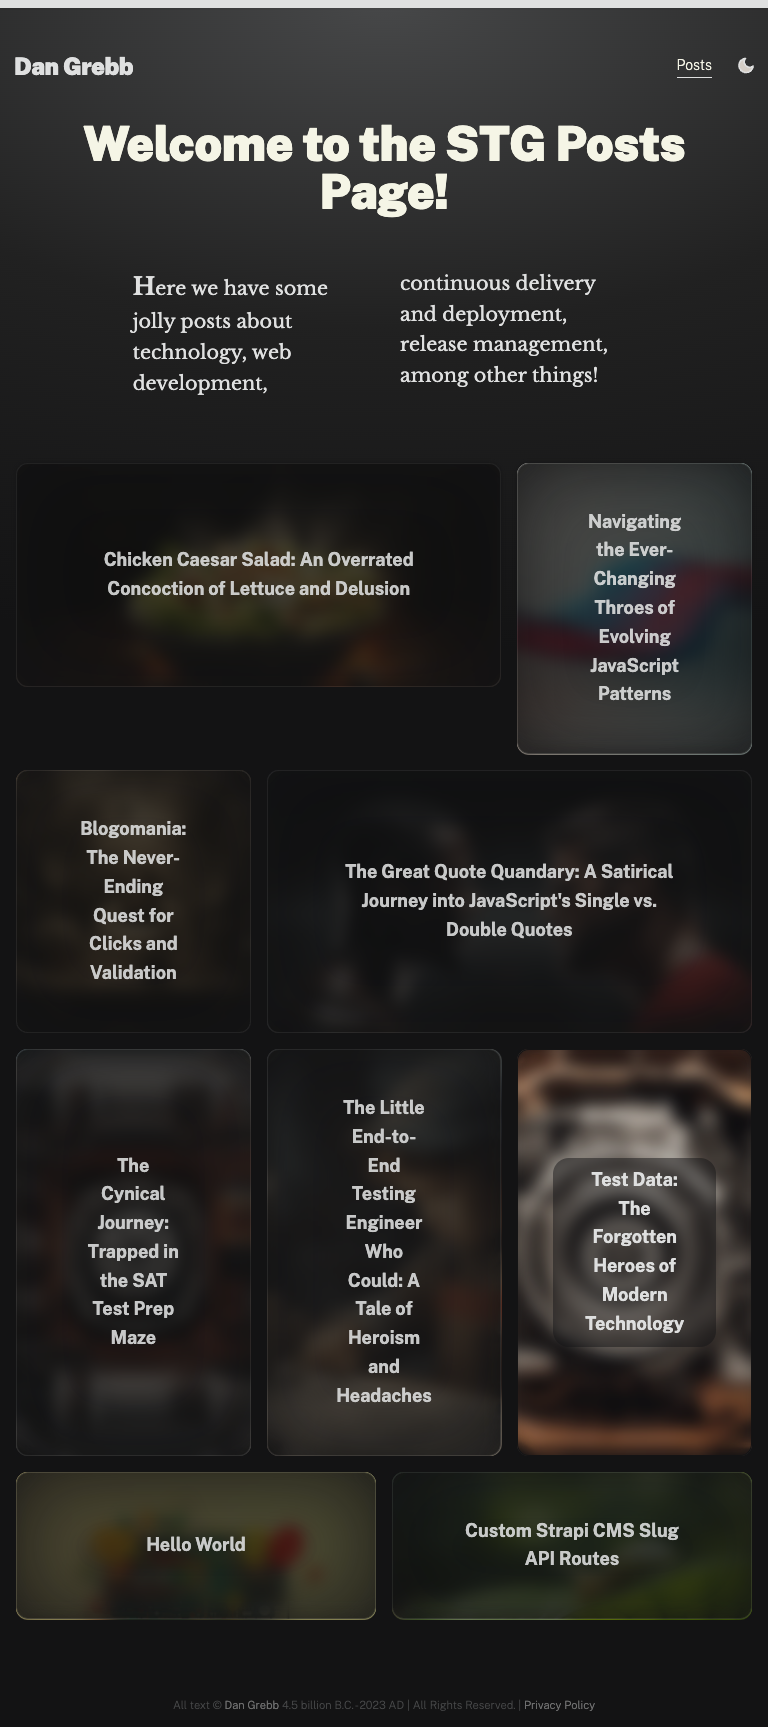 Dan Grebb
Posts
Welcome to the STG Posts
Page!
Here we have some
jolly posts about
technology, web
development,
continuous delivery
and deployment,
release management,
among other things!
Chicken Caesar Salad: An Overrated
Concoction of Lettuce and Delusion
Navigating
the Ever-
Changing
Throes of
Evolving
JavaScript
Patterns
Blogomania:
The Never-
Ending
Quest for
Clicks and
Validation
The Great Quote Quandary: A Satirical
Journey into JavaScript's Single vs.
Double Quotes
The
Cynical
Journey:
Trapped in
the SAT
Test Prep
Maze
The Little
End-to-
End
Testing
Engineer
Who
Could: A
Tale of
Heroism
and
Headaches
Test Data:
The
Forgotten
Heroes of
Modern
Technology
Hello World
Custom Strapi CMS Slug
API Routes
All text © Dan Grebb 4.5 billion B.C.-2023 AD | All Rights Reserved. | Privacy Policy